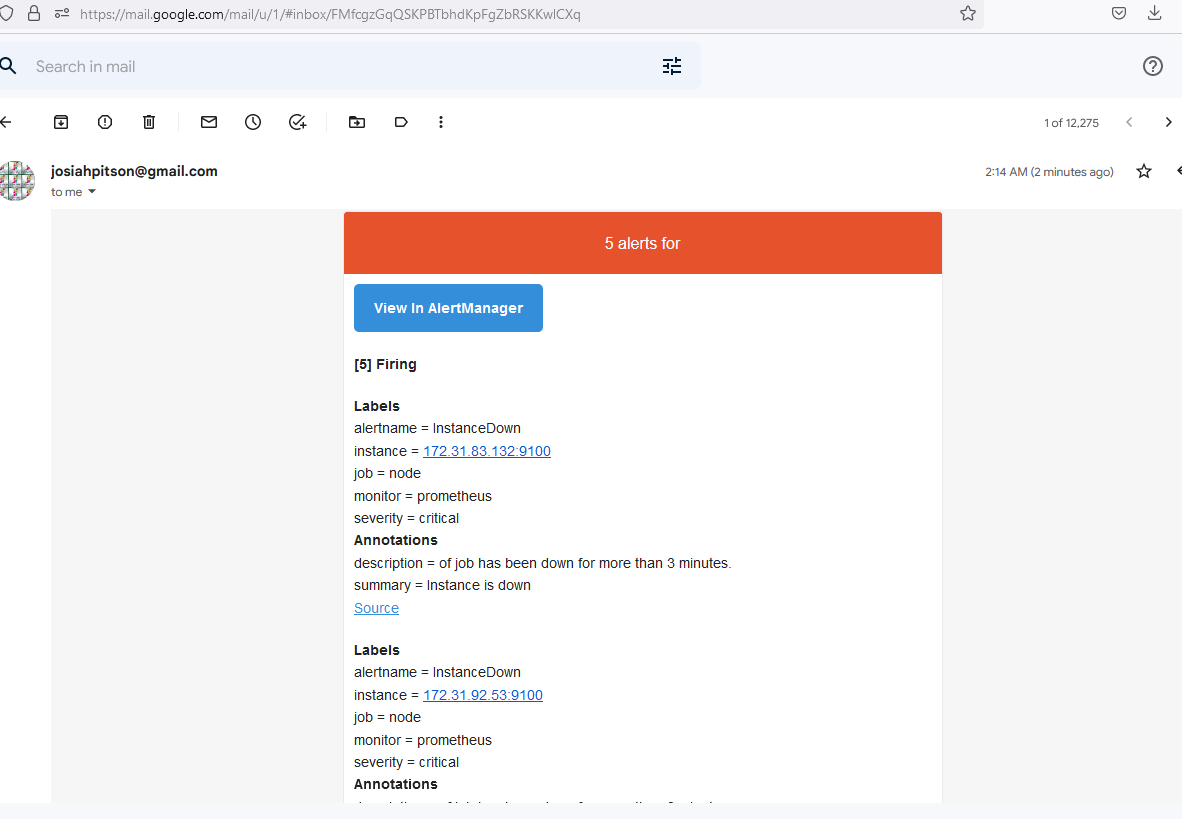 https://mail.google.com/mail/u/1/#inbox/FMfcgzGqQSKPBTbhdKpFgZbRSKKwlCXq
Search in mail
1 of 12,275
josiahpitson@gmail.com
2:14 AM (2 minutes ago)
to me
5 alerts for
View In AlertManager
[5] Firing
Labels
alertname = InstanceDown
instance = 172.31.83.132:9100
job = node
monitor = prometheus
severity = critical
Annotations
description = of job has been down for more than 3 minutes.
summary = Instance is down
Source
Labels
alertname = InstanceDown
instance = 172.31.92.53:9100
job = node
monitor = prometheus
severity = critical
Annotations